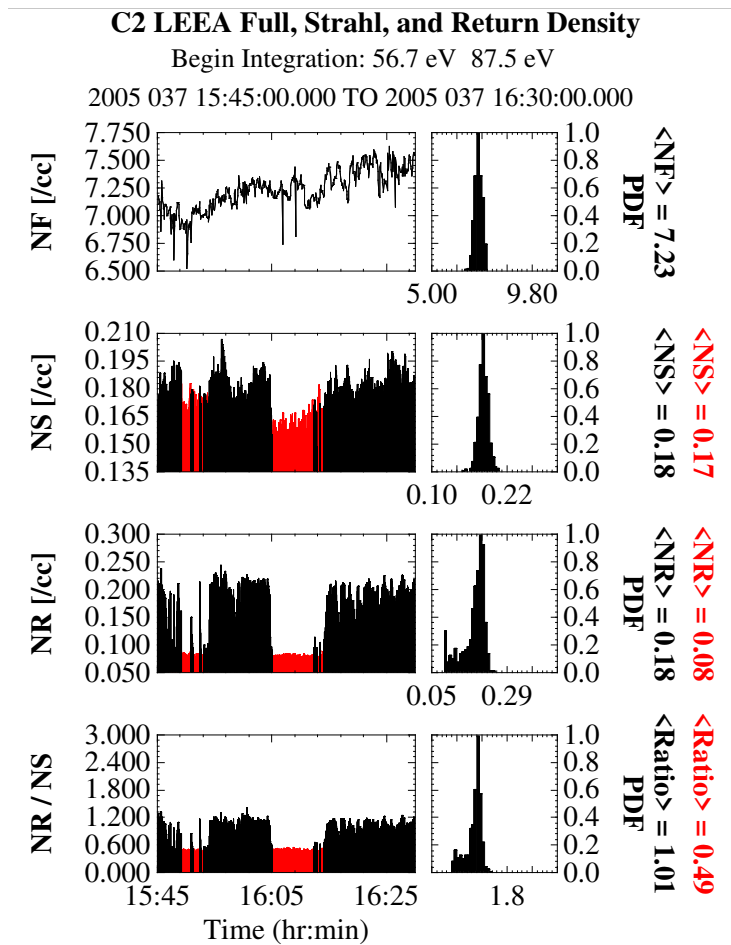 C2 LEEA Full, Strahl, and Return Density
Begin Integration: 56.7 eV 87.5 eV
2005 037 15:45:00.000 TO 2005 037 16:30:00.000
NF [/cc]
7.750
7.500
7.250
7.000
6.750
6.500
1.0
0.8
0.6
0.4
0.2
0.0
5.00 9.80
PDF
<NF> = 7.23
NS [/cc]
0.210
0.195
0.180
0.165
0.150
0.135
1.0
0.8
0.6
0.4
0.2
0.0
0.10 0.22
<NS> = 0.18
<NS> = 0.17
NR [/cc]
0.300
0.250
0.200
0.150
0.100
0.050
1.0
0.8
0.6
0.4
0.2
0.0
0.05 0.29
PDF
<NR> = 0.18
<NR> = 0.08
NR / NS
3.000
2.400
1.800
1.200
0.600
0.000
1.0
0.8
0.6
0.4
0.2
0.0
1.8
PDF
<Ratio> = 1.01
<Ratio> = 0.49
15:45 16:05 16:25
Time (hr:min)